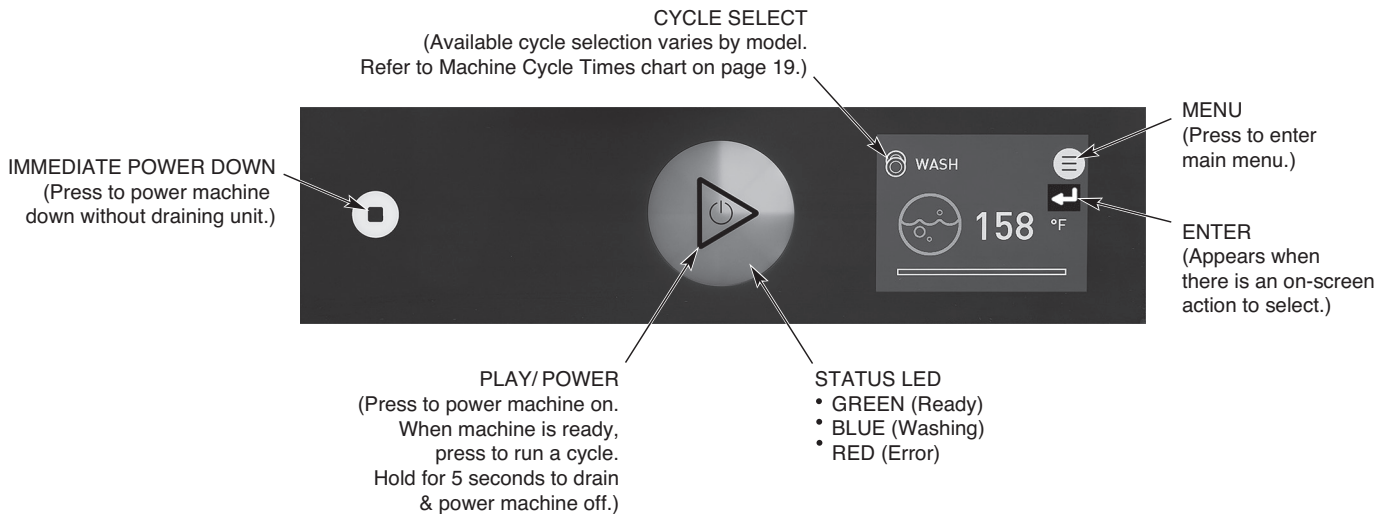 CYCLE SELECT
(Available cycle selection varies by model.
Refer to Machine Cycle Times chart on page 19.)
IMMEDIATE POWER DOWN
(Press to power machine
down without draining unit.)
WASH
158 °F
MENU
(Press to enter
main menu.)
ENTER
(Appears when
there is an on-screen
action to select.)
PLAY/ POWER
(Press to power machine on.
When machine is ready,
press to run a cycle.
Hold for 5 seconds to drain
& power machine off.)
STATUS LED
• GREEN (Ready)
• BLUE (Washing)
• RED (Error)